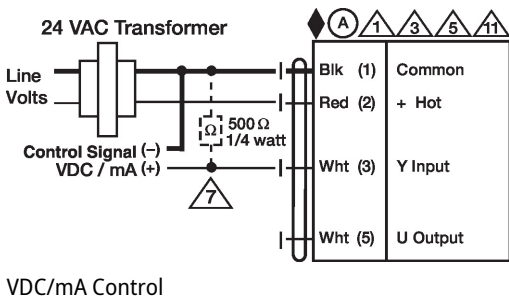 24 VAC Transformer
A 1 3 5 11
Line
Volts
Blk (1) Common
Red (2) + Hot
Ω 500 Ω
1/4 watt
Control Signal (–)
VDC / mA (+)
Wht (3) Y Input
7
Wht (5) U Output
VDC/mA Control